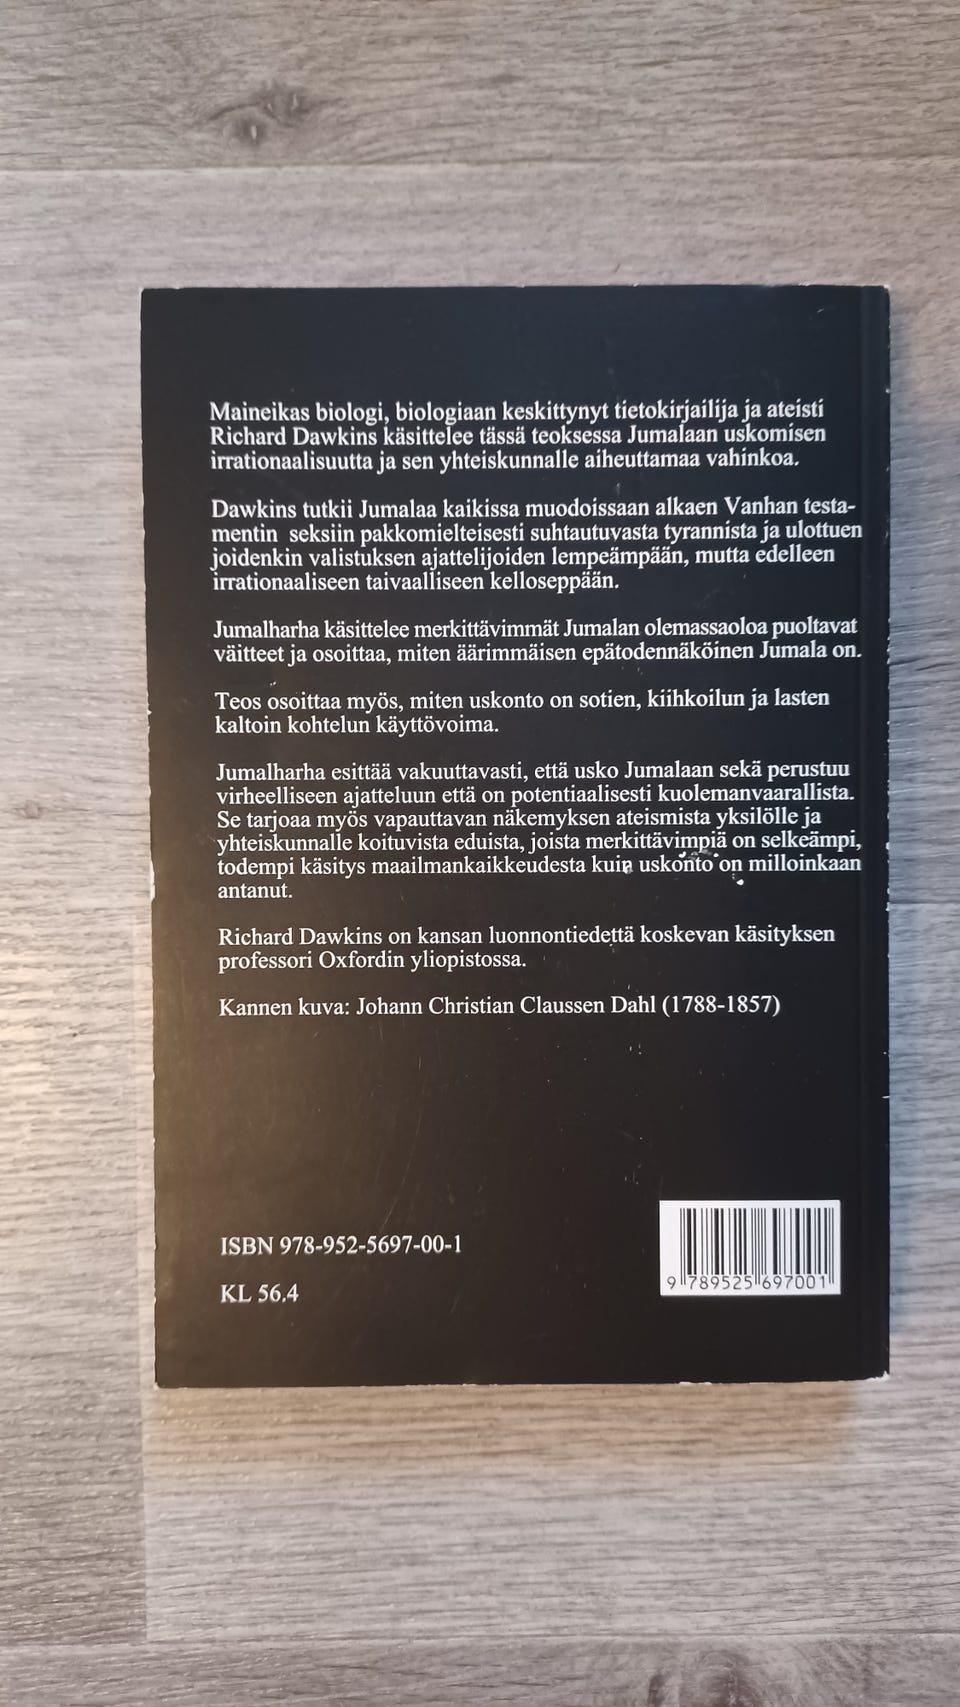 Maineikas biologi, biologiaan keskittynyt tietokirjailija ja ateisti
Richard Dawkins käsittelee tässä teoksessa Jumalaan uskomisen
irrationaalisuutta ja sen yhteiskunnalle aiheuttamaa vahinkoa.
Dawkins tutkii Jumalaa kaikissa muodoissaan alkaen Vanhan testa-
mentin seksiin pakkomielteisesti suhtautuvasta tyrannista ja ulottuen
joidenkin valistuksen ajattelijoiden lempeämpään, mutta edelleen
irrationaaliseen taivaalliseen kelloseppään.
Jumalharha käsittelee merkittävimmät Jumalan olemassaoloa puoltavat
väitteet ja osoittaa, miten äärimmäisen epätodennäköinen Jumala on.
Teos osoittaa myös, miten uskonto on sotien, kiihkoilun ja lasten
kaltoin kohtelun käyttövoima.
Jumalharha esittää vakuuttavasti, että usko Jumalaan sekä perustuu
virheelliseen ajatteluun että on potentiaalisesti kuolemanvaarallista.
Se tarjoaa myös vapauttavan näkemyksen ateismista yksilölle ja
yhteiskunnalle koituvista eduista, joista merkittävimpiä on selkeämpi,
todempi käsitys maailmankaikkeudesta kuin uskonto on milloinkaan
antanut.
Richard Dawkins on kansan luonnontiedettä koskevan käsityksen
professori Oxfordin yliopistossa.
Kannen kuva: Johann Christian Claussen Dahl (1788-1857)
ISBN 978-952-5697-00-1
KL 56.4
9 789525 697001